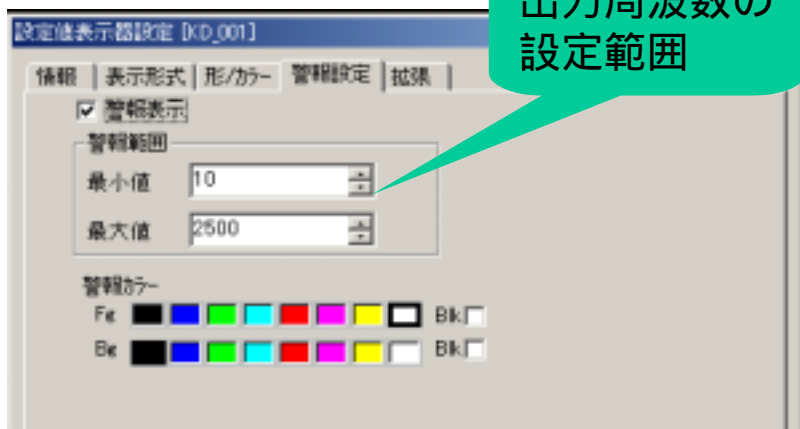 出力周波数の
設定範囲
設定値表示器設定 [KD_001]
情報 表示形式 形/カラー 警報設定 拡張
警報表示
警報範囲
最小値 10
最大値 2500
警報カラー
Fg Blk
Bg Blk